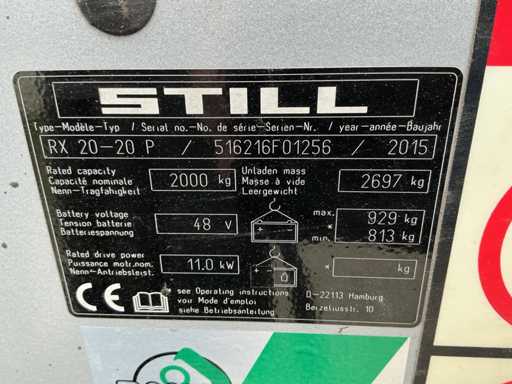 STILL
Type-Modèle-Typ / Serial no.-No. de série-Serien-Nr. / year-année-Baujahr
RX 20-20 P / 516216F01256 / 2015
Rated capacity
Capacité nominale
Nenn-Tragfähigkeit
2000 kg
Unladen mass
Masse à vide
Leergewicht
2697 kg
Battery voltage
Tension batterie
Batteriespannung
48 V
max. 929 kg
*
min. 813 kg
Rated drive power
Puissance mot.nom.
Nenn-Antriebsleist.
11.0 kW
* kg
CE
* see Operating instructions
voir Mode d'emploi
siehe Betriebsanleitung
D-22113 Hamburg
Berzeliusstr. 10